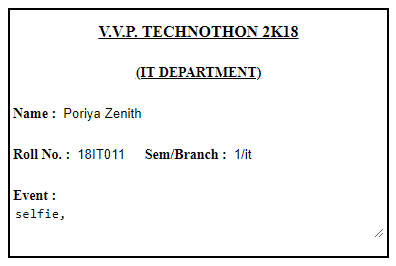 V.V.P. TECHNOTHON 2K18
(IT DEPARTMENT)
Name : Poriya Zenith
Roll No. : 18IT011 Sem/Branch : 1/it
Event :
selfie,